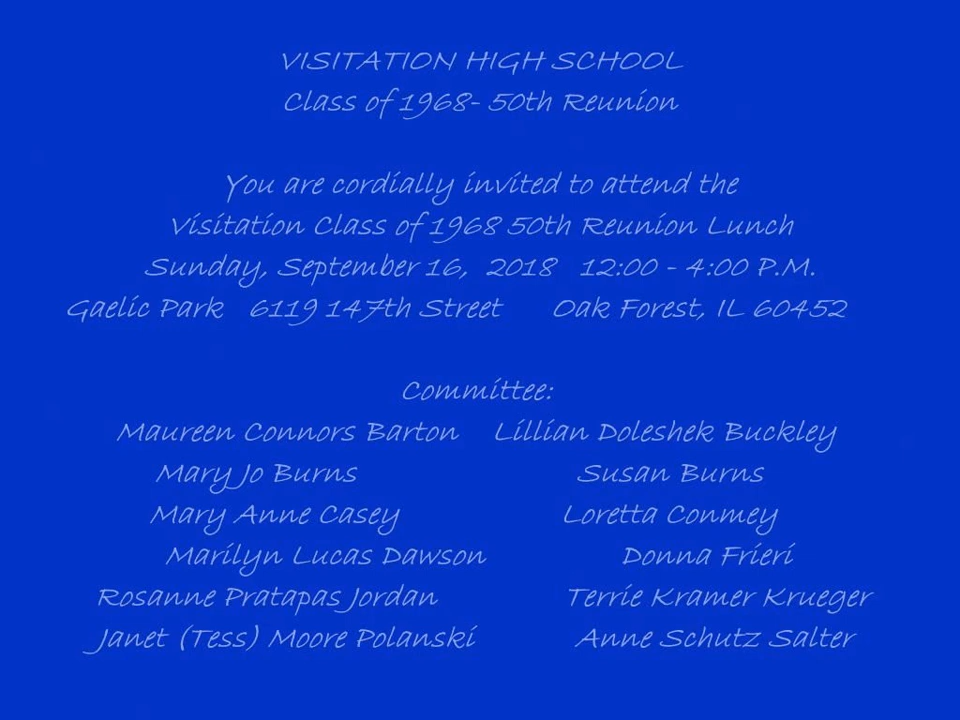 VISITATION HIGH SCHOOL
Class of 1968- 50th Reunion
You are cordially invited to attend the
Visitation Class of 1968 50th Reunion Lunch
Sunday, September 16, 2018 12:00 - 4:00 P.M.
Gaelic Park 6119 147th Street Oak Forest, IL 60452
Committee:
Maureen Connors Barton Lillian Doleshek Buckley
Mary Jo Burns Susan Burns
Mary Anne Casey Loretta Conmey
Marilyn Lucas Dawson Donna Frieri
Rosanne Pratapas Jordan Terrie Kramer Krueger
Janet (Tess) Moore Polanski Anne Schutz Salter